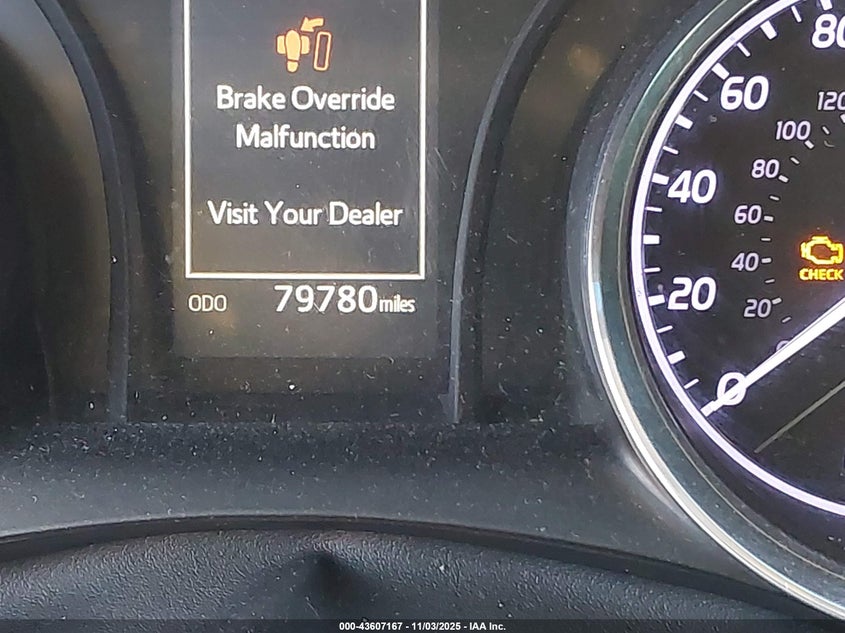 Brake Override
Malfunction
Visit Your Dealer
ODO 79780 miles
80
60
40
20
0
120
100
80
60
40
20
CHECK
000-43607167 - 11/03/2025 - IAA Inc.